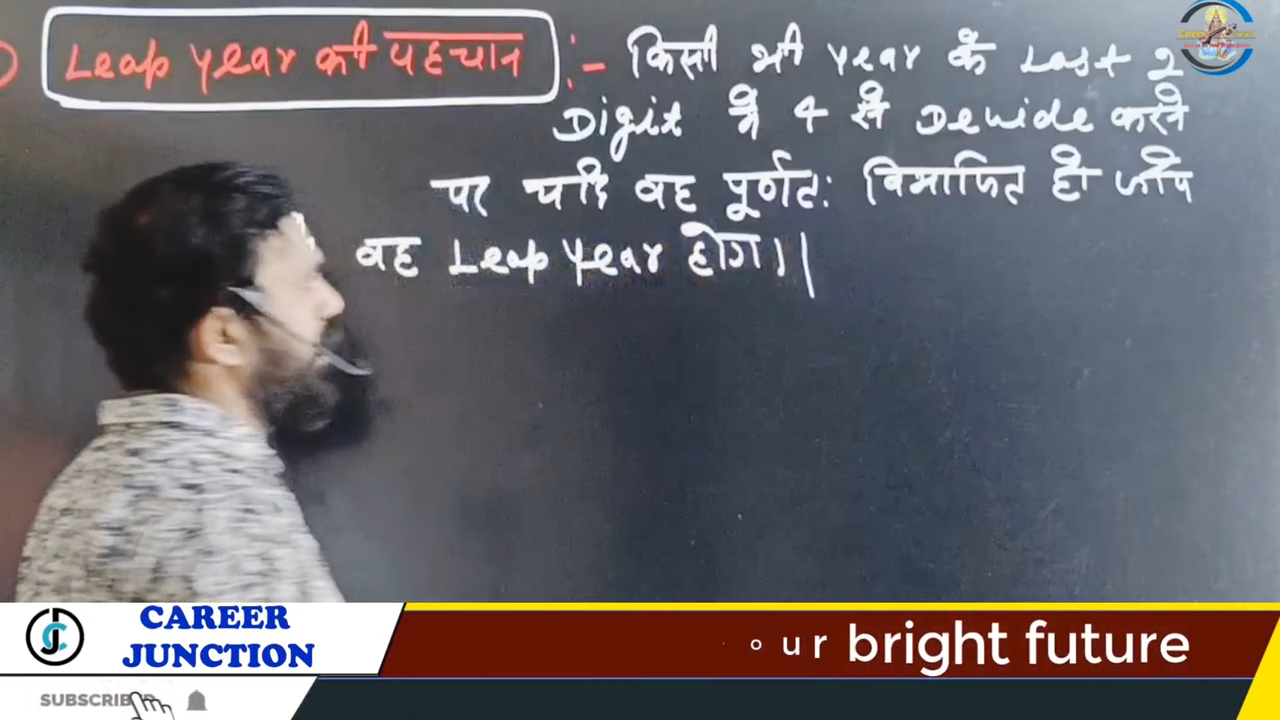 Leap year की पहचान :- किसी भी year के Last 2
Digit में 4 से Devide करने
पर यदि वह पूर्णत: विभाजित हो जाये
वह Leap year होगा।।
CAREER
JUNCTION
our bright future
SUBSCRIBED